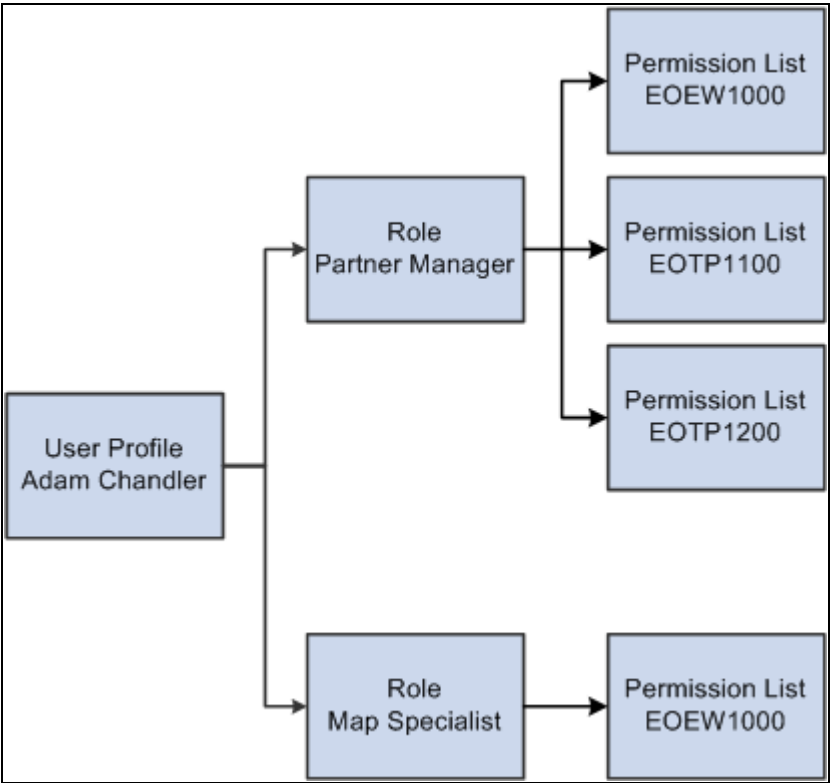 Permission List
EOEW1000
Role
Partner Manager
Permission List
EOTP1100
Permission List
EOTP1200
User Profile
Adam Chandler
Role
Map Specialist
Permission List
EOEW1000